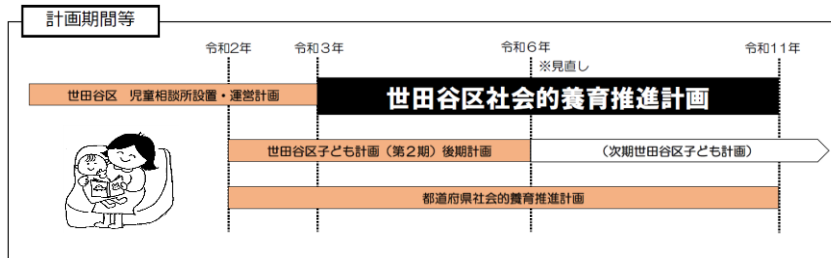 計画期間等
令和2年
令和3年
令和6年
令和11年
※見直し
世田谷区　児童相談所設置・運営計画
世田谷区社会的養育推進計画
世田谷区子ども計画（第2期）後期計画
（次期世田谷区子ども計画）
都道府県社会的養育推進計画